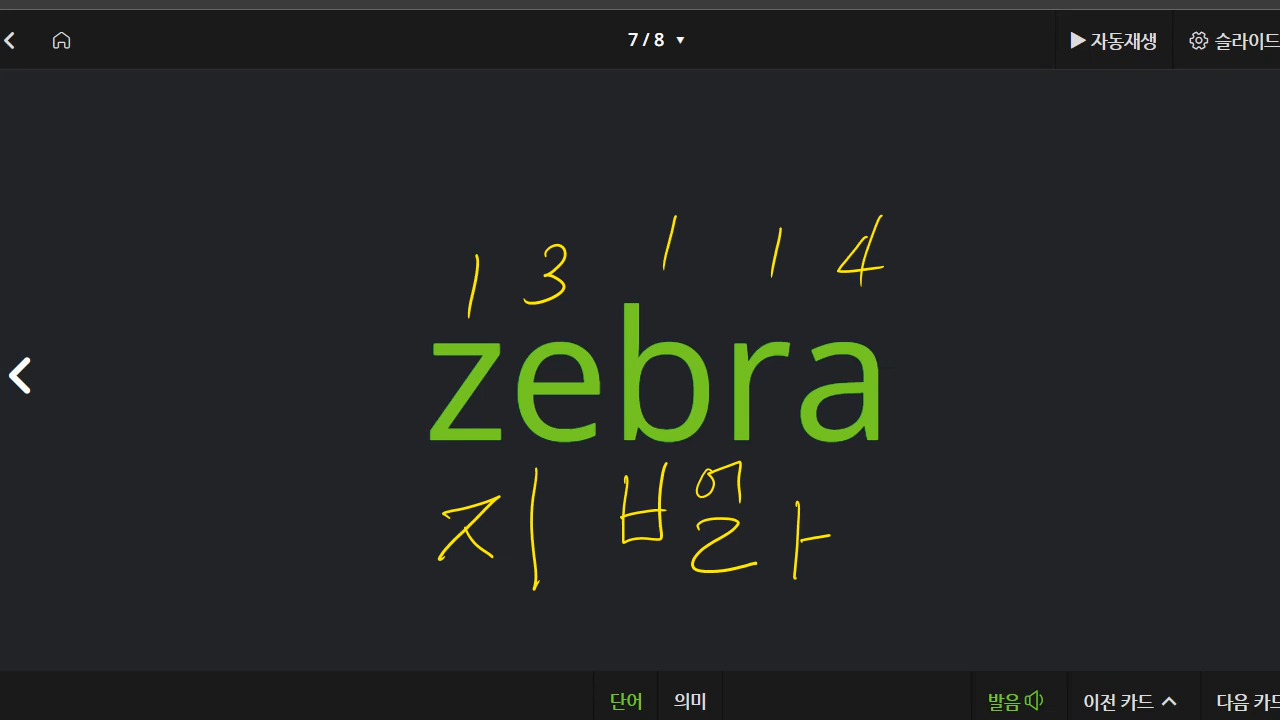 7 / 8
자동재생
슬라이드
1 3 1 1 4
zebra
지 ㅂ 어 라
단어
의미
발음
이전 카드
다음 카드